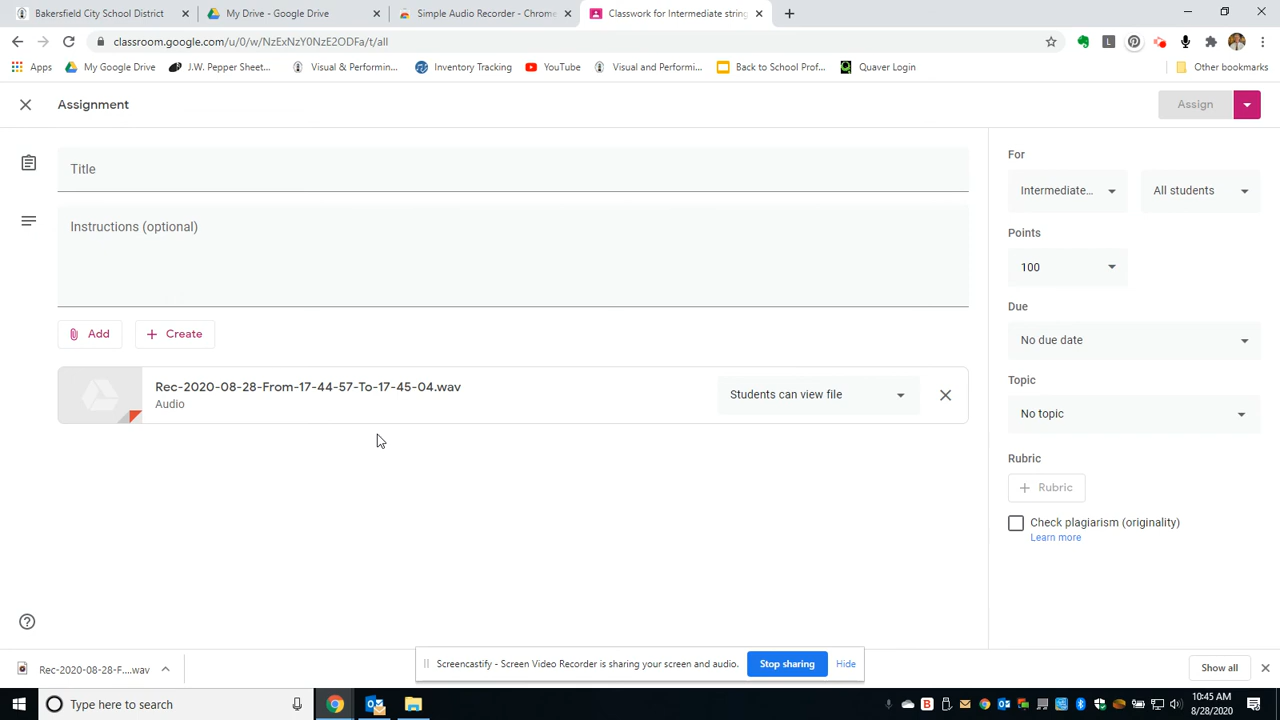 Bakersfield City School District
My Drive - Google Drive
Simple Audio Recorder - Chrome
Classwork for Intermediate string
classroom.google.com/u/0/w/NzExNzY0NzE2ODFa/t/all
Apps
My Google Drive
J.W. Pepper Sheet...
Visual & Performin...
Inventory Tracking
YouTube
Visual and Performi...
Back to School Prof...
Quaver Login
Other bookmarks
Assignment
Assign
Title
Instructions (optional)
Add
Create
Rec-2020-08-28-From-17-44-57-To-17-45-04.wav
Audio
Students can view file
For
Intermediate...
All students
Points
100
Due
No due date
Topic
No topic
Rubric
Rubric
Check plagiarism (originality)
Learn more
Rec-2020-08-28-F....wav
Screencastify - Screen Video Recorder is sharing your screen and audio.
Stop sharing
Hide
Show all
Type here to search
10:45 AM
8/28/2020